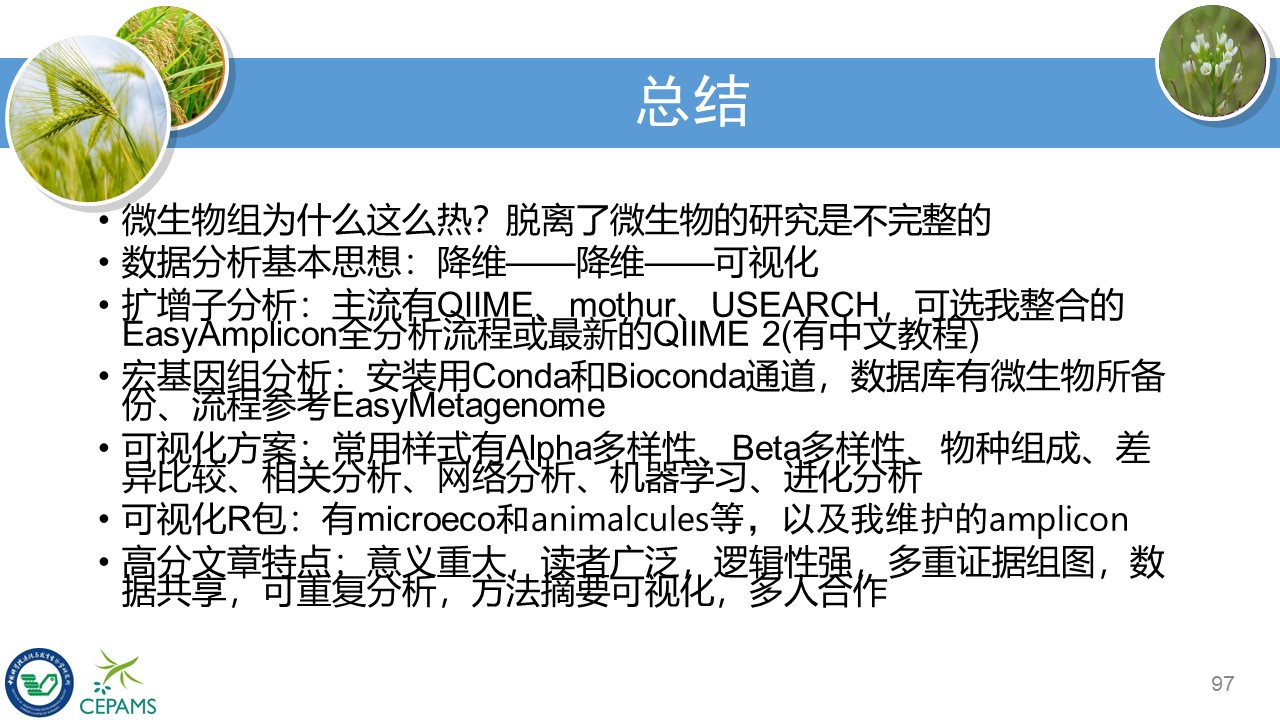 总结
• 微生物组为什么这么热？脱离了微生物的研究是不完整的
• 数据分析基本思想：降维——降维——可视化
• 扩增子分析：主流有QIIME、mothur、USEARCH，可选我整合的
EasyAmplicon全分析流程或最新的QIIME 2(有中文教程)
• 宏基因组分析：安装用Conda和Bioconda通道，数据库有微生物所备
份、流程参考EasyMetagenome
• 可视化方案：常用样式有Alpha多样性、Beta多样性、物种组成、差
异比较、相关分析、网络分析、机器学习、进化分析
• 可视化R包：有microeco和animalcules等，以及我维护的amplicon
• 高分文章特点：意义重大，读者广泛，逻辑性强，多重证据组图，数
据共享，可重复分析，方法摘要可视化，多人合作
CEPAMS
97